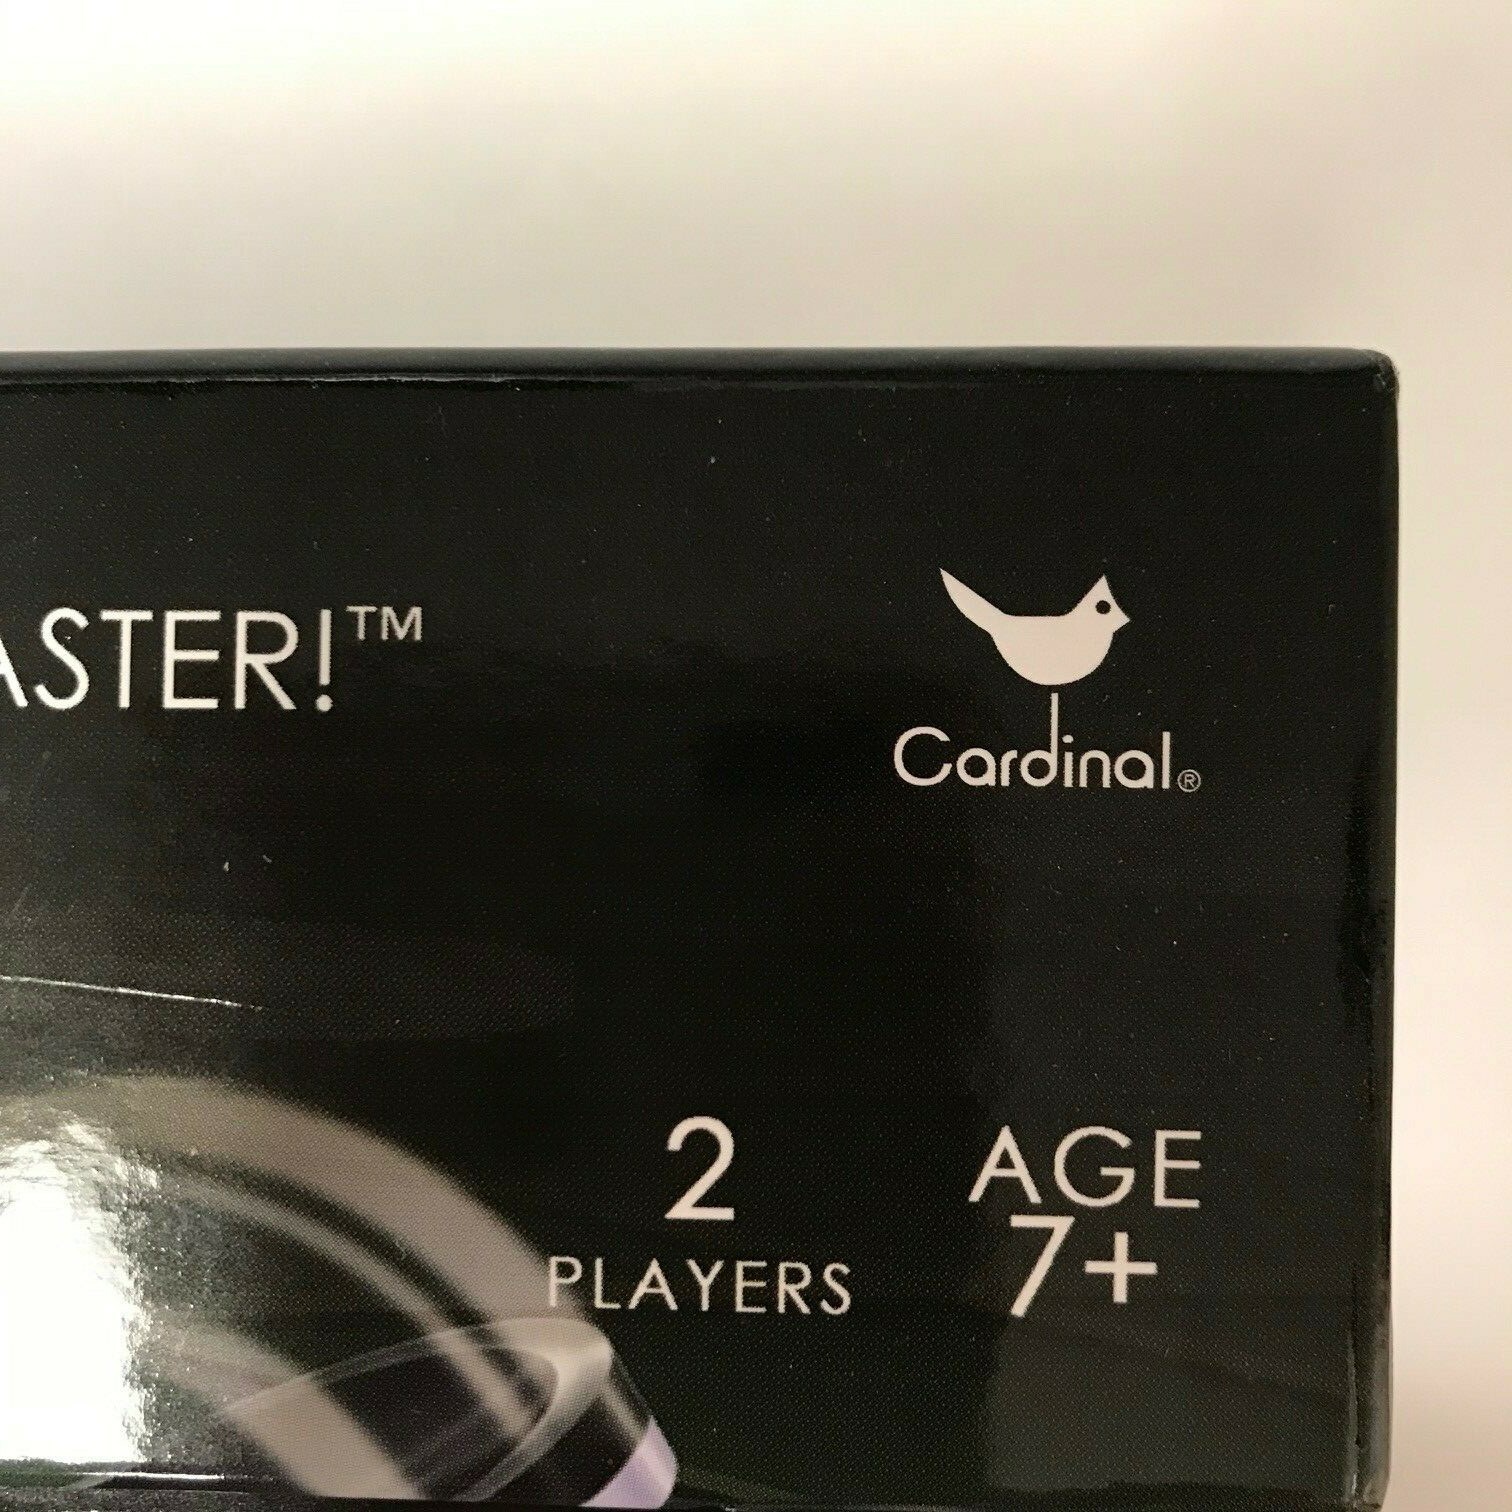 ASTER!™
Cardinal®
2
PLAYERS
AGE
7+